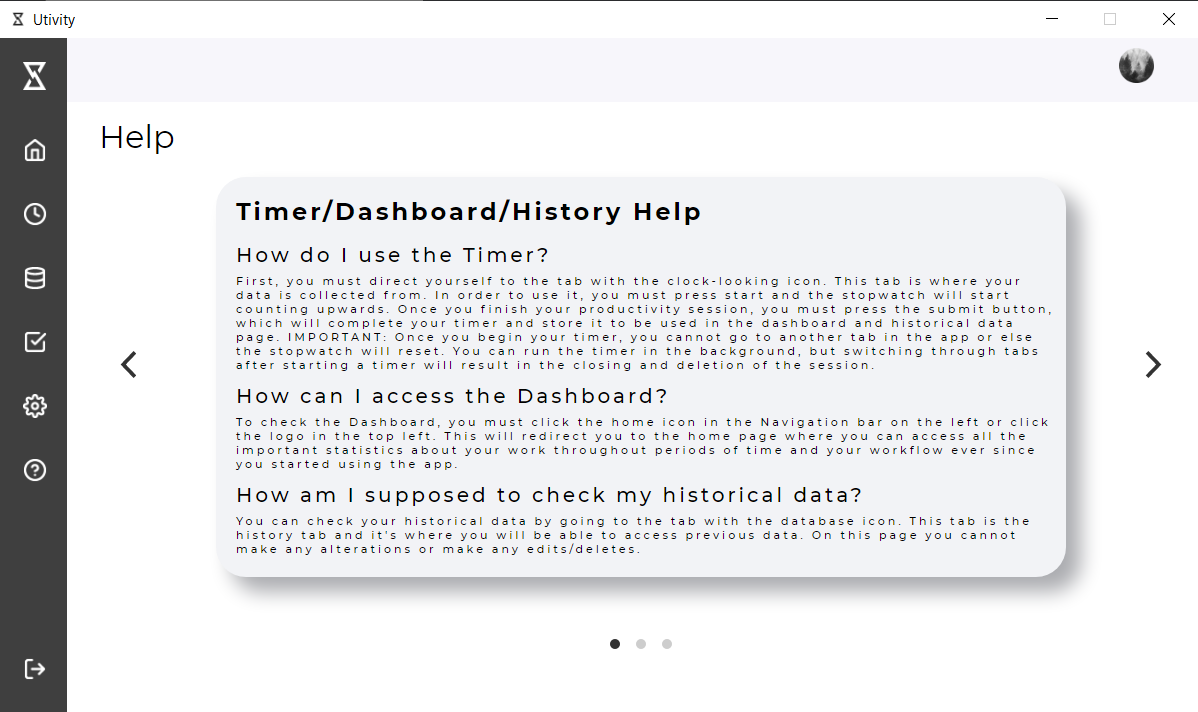 Utivity
Help
Timer/Dashboard/History Help
How do I use the Timer?
First, you must direct yourself to the tab with the clock-looking icon. This tab is where your
data is collected from. In order to use it, you must press start and the stopwatch will start
counting upwards. Once you finish your productivity session, you must press the submit button,
which will complete your timer and store it to be used in the dashboard and historical data
page. IMPORTANT: Once you begin your timer, you cannot go to another tab in the app or else
the stopwatch will reset. You can run the timer in the background, but switching through tabs
after starting a timer will result in the closing and deletion of the session.
How can I access the Dashboard?
To check the Dashboard, you must click the home icon in the Navigation bar on the left or click
the logo in the top left. This will redirect you to the home page where you can access all the
important statistics about your work throughout periods of time and your workflow ever since
you started using the app.
How am I supposed to check my historical data?
You can check your historical data by going to the tab with the database icon. This tab is the
history tab and it's where you will be able to access previous data. On this page you cannot
make any alterations or make any edits/deletes.